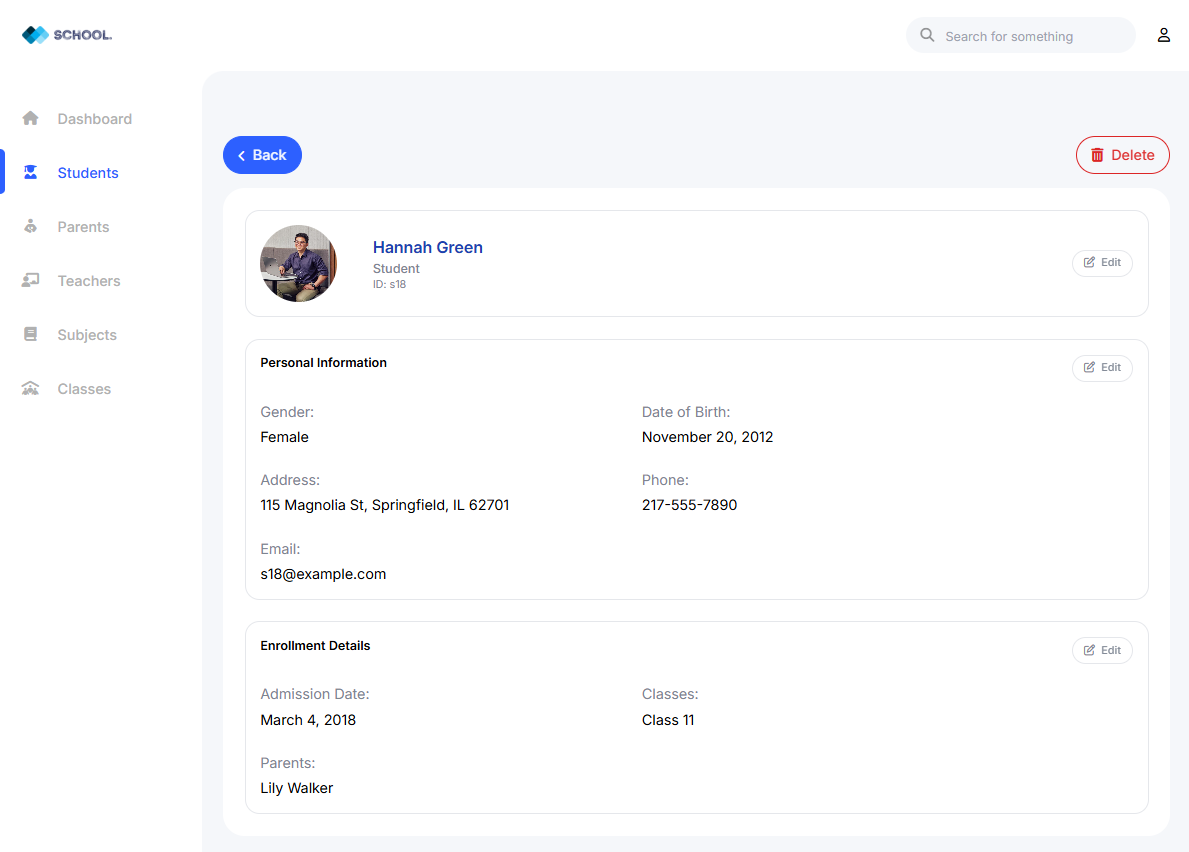 SCHOOL.
Search for something
Dashboard
Students
Parents
Teachers
Subjects
Classes
Back
Delete
Hannah Green
Student
ID: s18
Edit
Personal Information
Edit
Gender:
Female
Date of Birth:
November 20, 2012
Address:
115 Magnolia St, Springfield, IL 62701
Phone:
217-555-7890
Email:
s18@example.com
Enrollment Details
Edit
Admission Date:
March 4, 2018
Classes:
Class 11
Parents:
Lily Walker